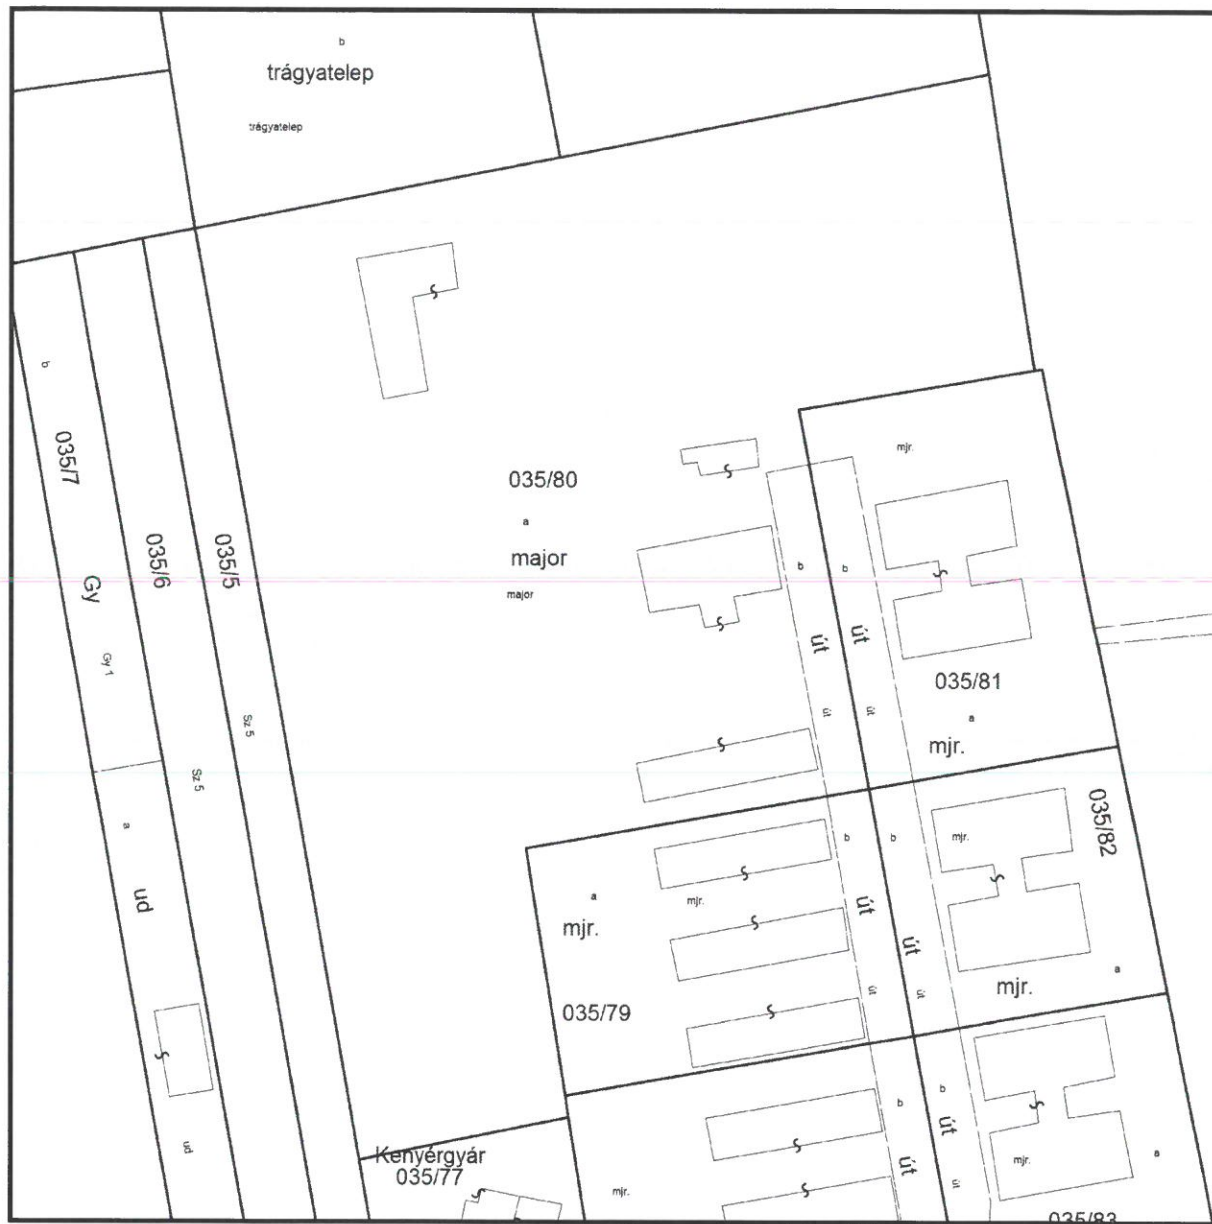 b
trágyatelep
trágyatelep
b
035/7
Gy
Gy 1
a
ud
ud
035/6
Sz 5
035/5
Sz 5
035/80
a
major
major
b
út
út
b
út
út
mjr.
035/81
a
mjr.
035/82
mjr.
a
mjr.
b
út
út
b
út
út
a
mjr.
mjr.
035/79
Kenyérgyár
035/77
mjr.
b
út
b
út
út
mjr.
a
035/83